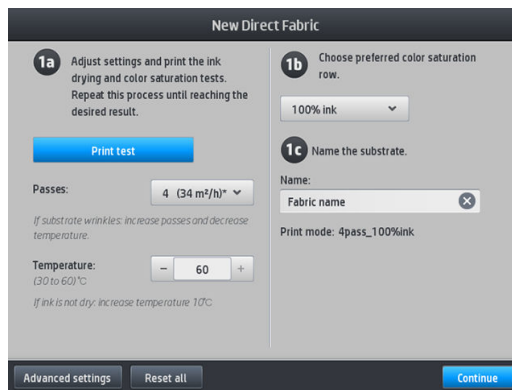 New Direct Fabric
1a
Adjust settings and print the ink
drying and color saturation tests.
Repeat this process until reaching the
desired result.
Print test
Passes:
4 (34 m²/h)*
If substrate wrinkles: increase passes and decrease
temperature.
Temperature:
(30 to 60)°C
− 60 +
If ink is not dry: increase temperature 10°C
1b
Choose preferred color saturation
row.
100% ink
1c
Name the substrate.
Name:
Fabric name
Print mode: 4pass_100%ink
Advanced settings
Reset all
Continue